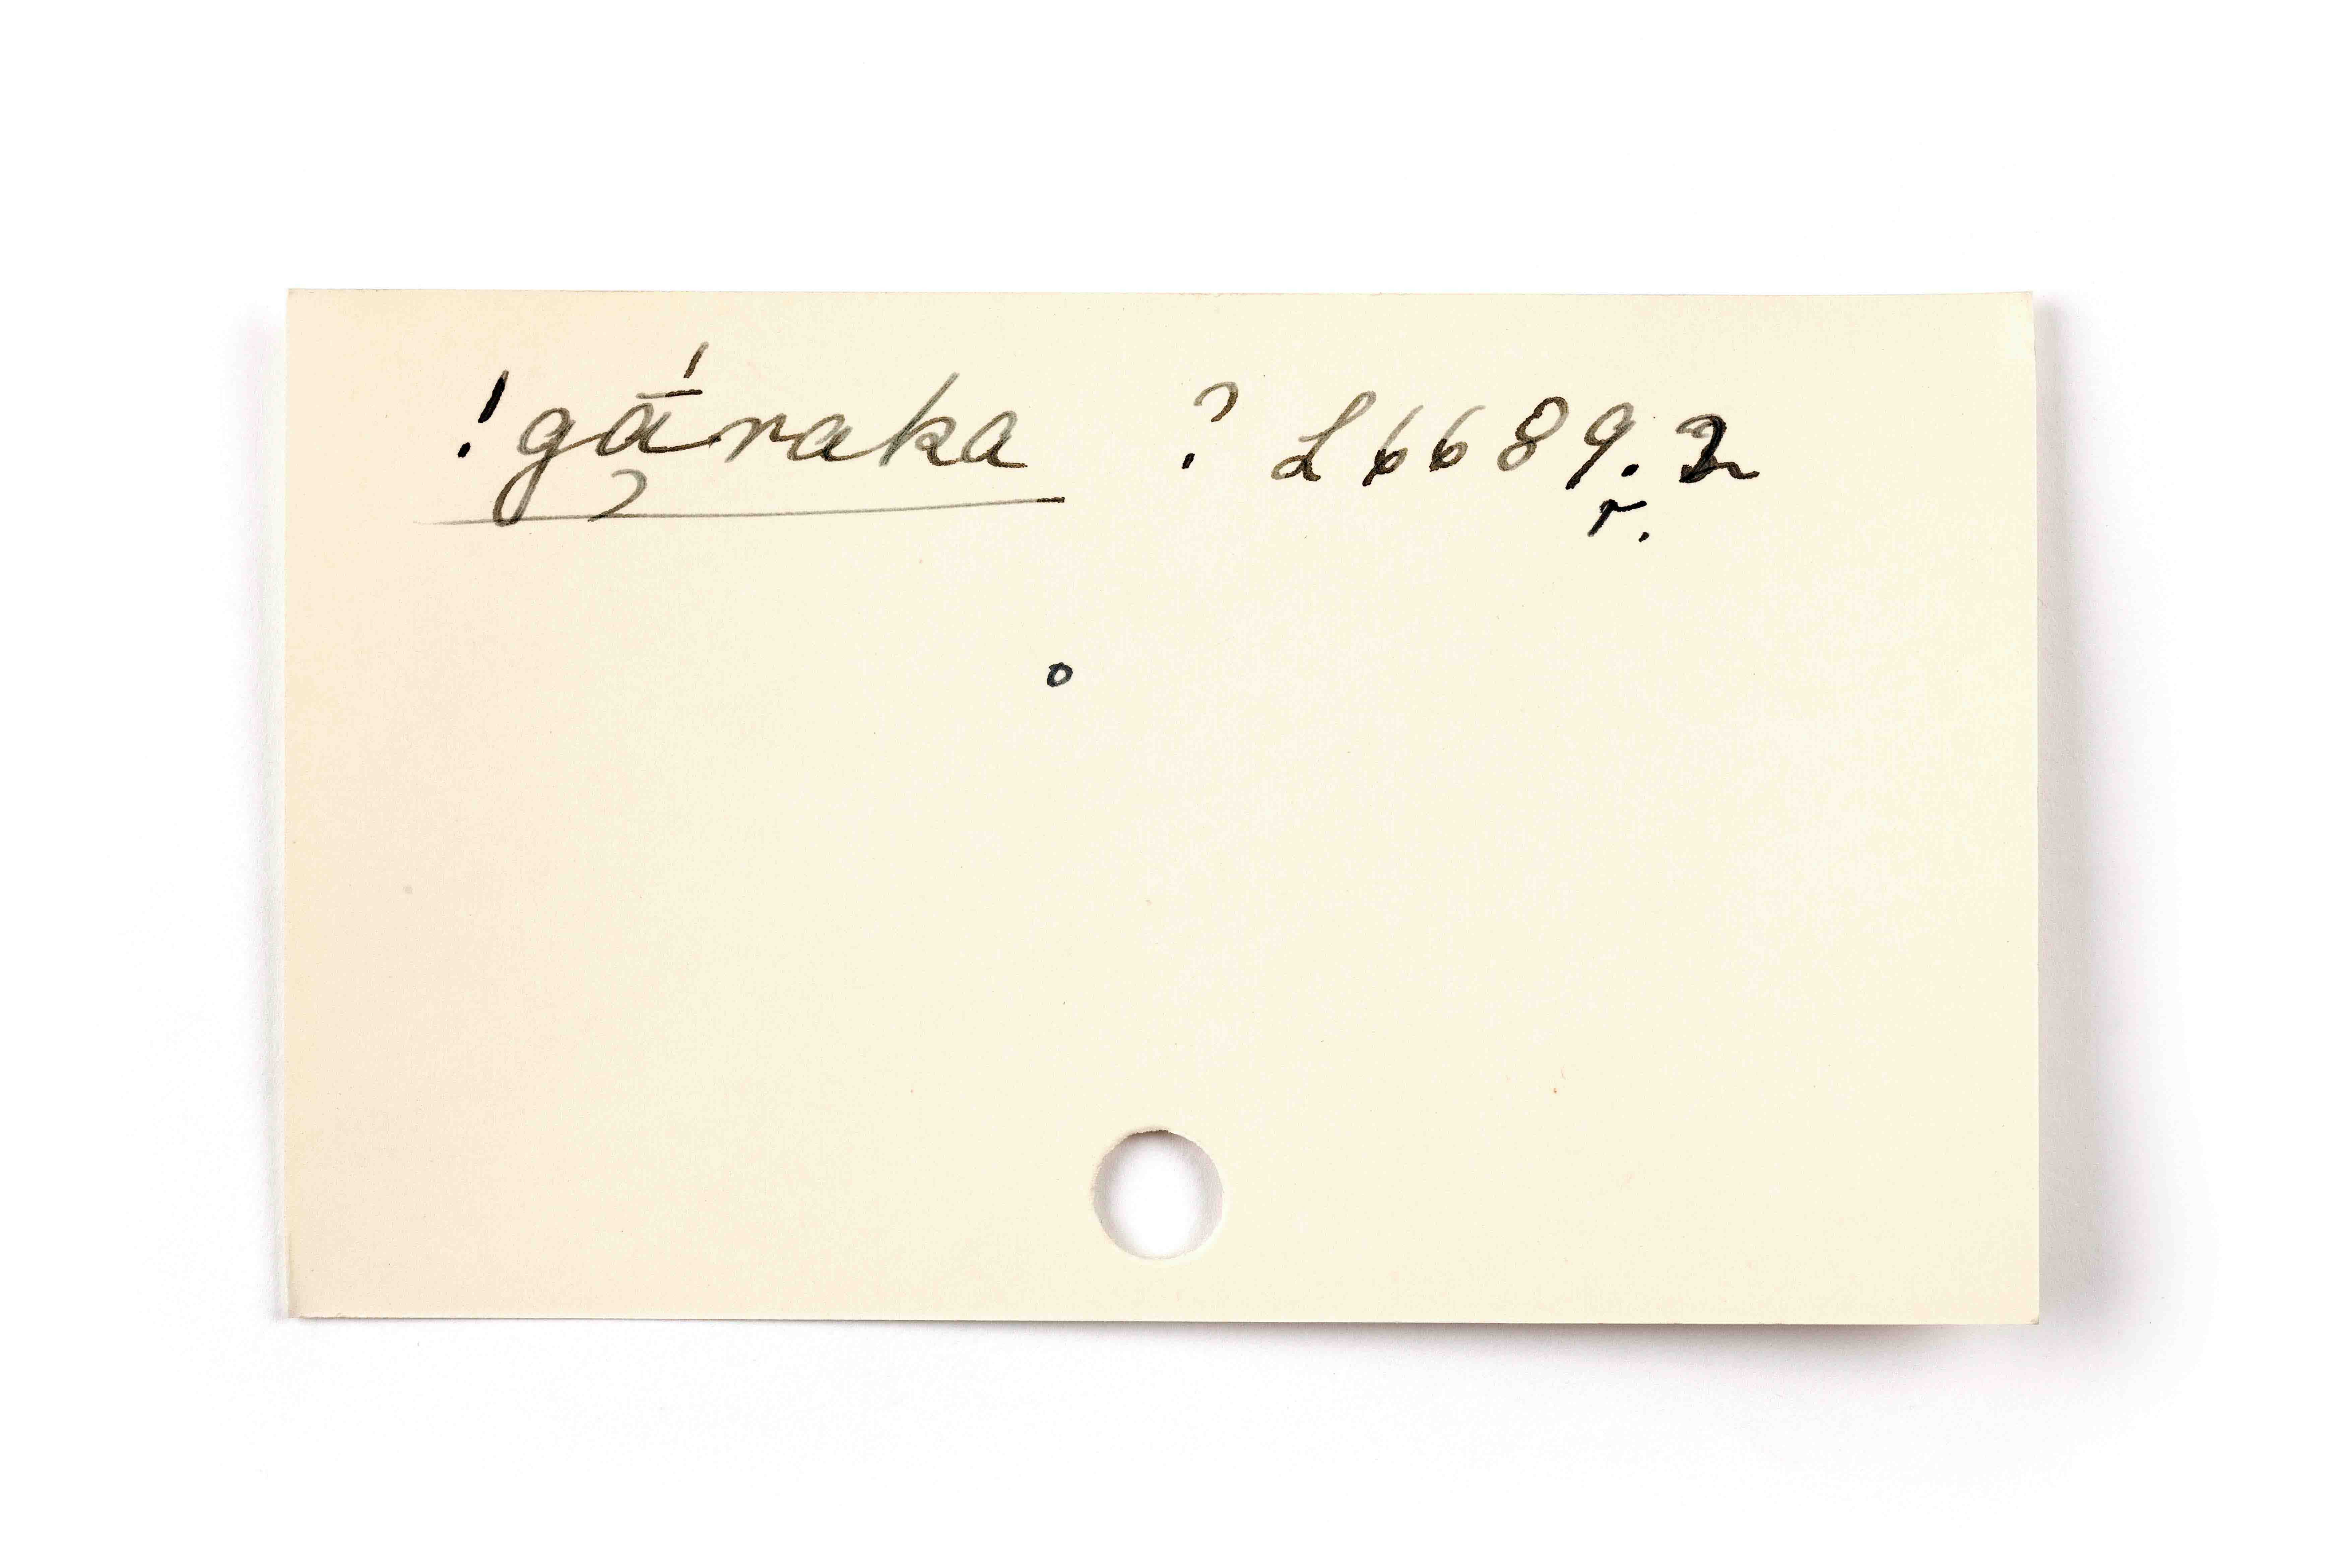 !gā̢́raka ? L6689.2
r.
o